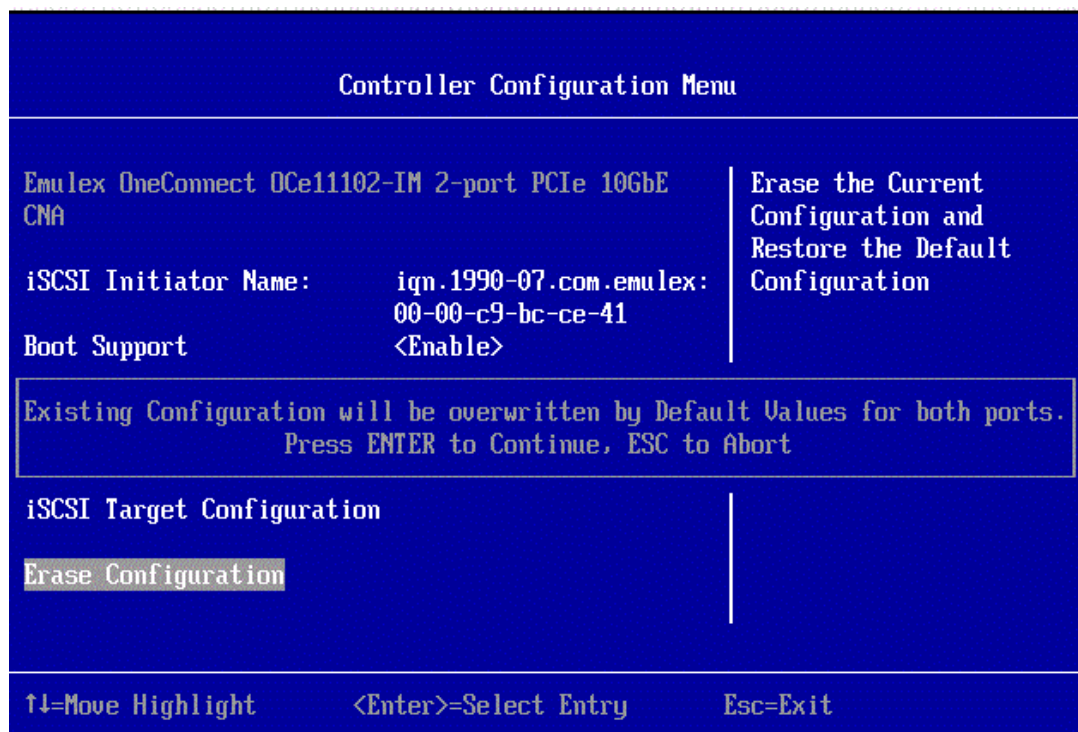 Controller Configuration Menu
Emulex OneConnect OCe11102-IM 2-port PCIe 10GbE
CNA
iSCSI Initiator Name: iqn.1990-07.com.emulex:
00-00-c9-bc-ce-41
Boot Support <Enable>
Erase the Current
Configuration and
Restore the Default
Configuration
Existing Configuration will be overwritten by Default Values for both ports.
Press ENTER to Continue, ESC to Abort
iSCSI Target Configuration
Erase Configuration
↑↓=Move Highlight <Enter>=Select Entry Esc=Exit